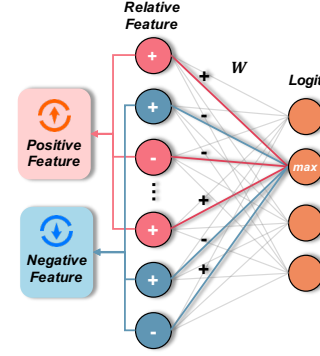 Relative
Feature
W
Logit
+
+
-
+
-
-
max
+
+
-
+
+
-
Positive
Feature
Negative
Feature